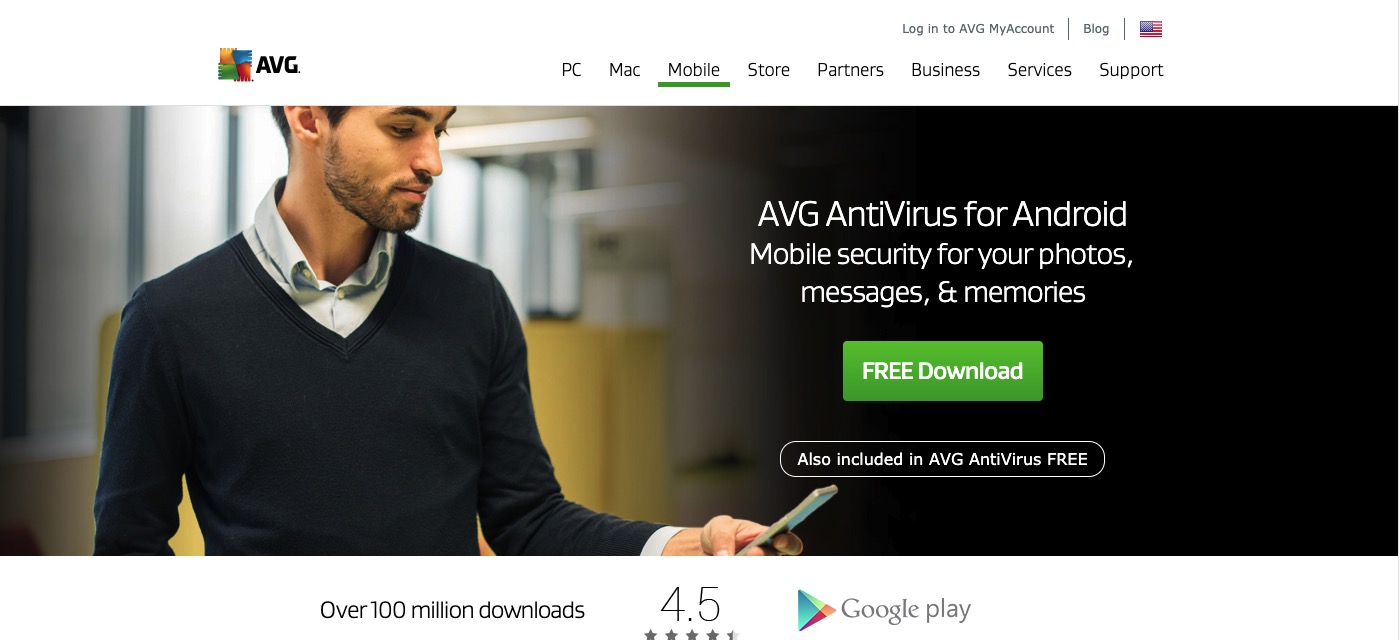 Log in to AVG MyAccount Blog
AVG.
PC Mac Mobile Store Partners Business Services Support
AVG AntiVirus for Android
Mobile security for your photos,
messages, & memories
FREE Download
Also included in AVG AntiVirus FREE
Over 100 million downloads
4.5
Google play